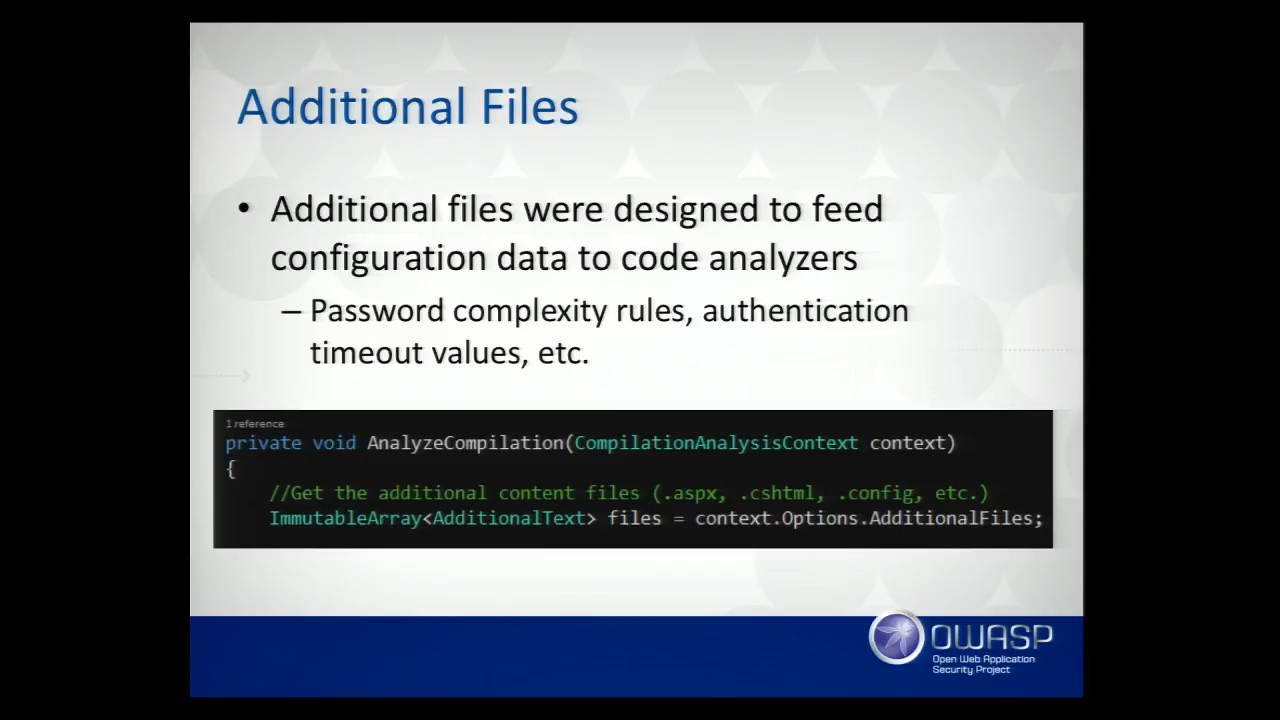 Additional Files
• Additional files were designed to feed
configuration data to code analyzers
– Password complexity rules, authentication
timeout values, etc.
1 reference
private void AnalyzeCompilation(CompilationAnalysisContext context)
{
//Get the additional content files (.aspx, .cshtml, .config, etc.)
ImmutableArray<AdditionalText> files = context.Options.AdditionalFiles;
OWASP
Open Web Application
Security Project